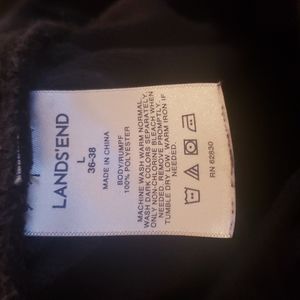 LANDS'END
L
36-38
MADE IN CHINA
BODY/RUMPF
100% POLYESTER
MACHINE WASH WARM NORMAL.
WASH DARK COLORS SEPARATELY.
ONLY NON-CHLORINE BLEACH WHEN
NEEDED. REMOVE PROMPTLY.
TUMBLE DRY LOW. WARM IRON IF
NEEDED.
RN 62830